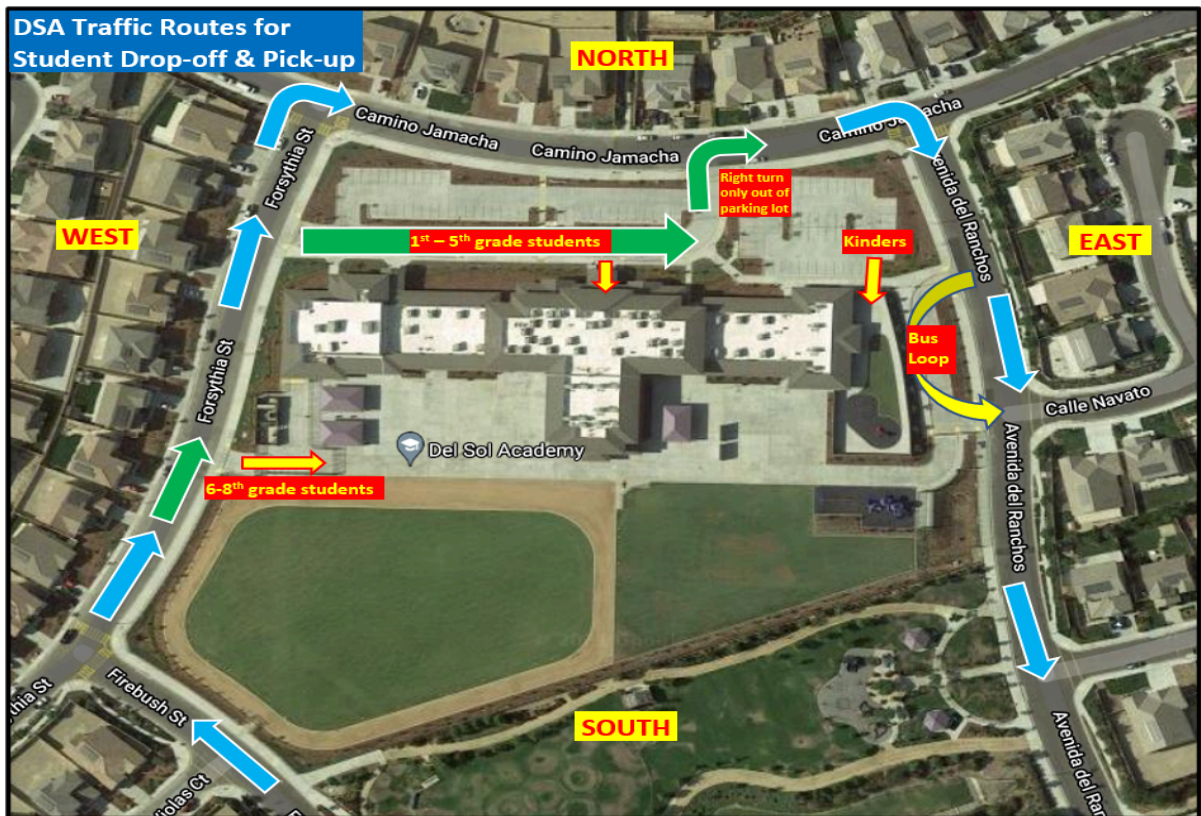 DSA Traffic Routes for
Student Drop-off & Pick-up
NORTH
Camino Jamacha
Camino Jamacha
Camino Jamacha
Forsythia St
Right turn
only out of
parking lot
Avenida del Ranchos
WEST
1st – 5th grade students
Kinders
EAST
Bus
Loop
Forsythia St
Calle Navato
Del Sol Academy
6-8th grade students
Avenida del Ranchos
Firebush St
SOUTH